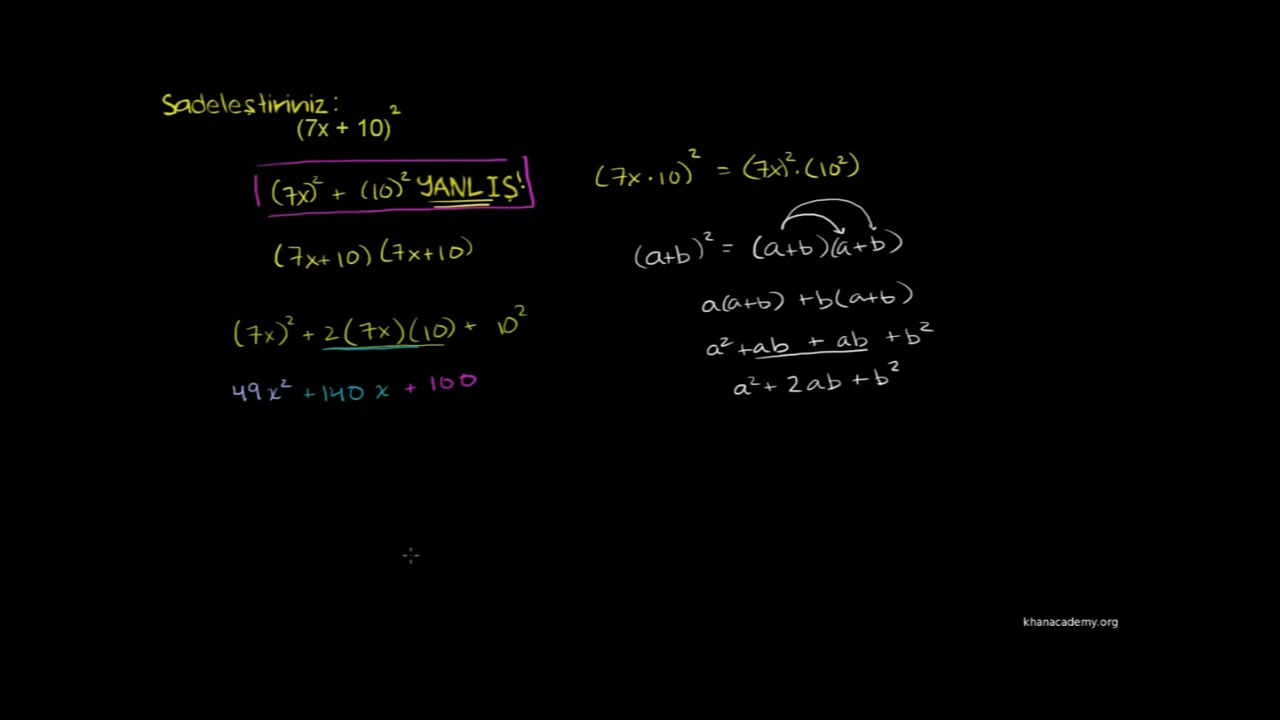 Sadeleştiriniz:
(7x + 10)²
(7x)² + (10)² YANLIŞ!
(7x+10)(7x+10)
(7x)² + 2(7x)(10) + 10²
49x² +140x + 100
(7x·10)² = (7x)²·(10²)
(a+b)² = (a+b)(a+b)
a(a+b) +b(a+b)
a² +ab + ab +b²
a² + 2ab + b²
khanacademy.org